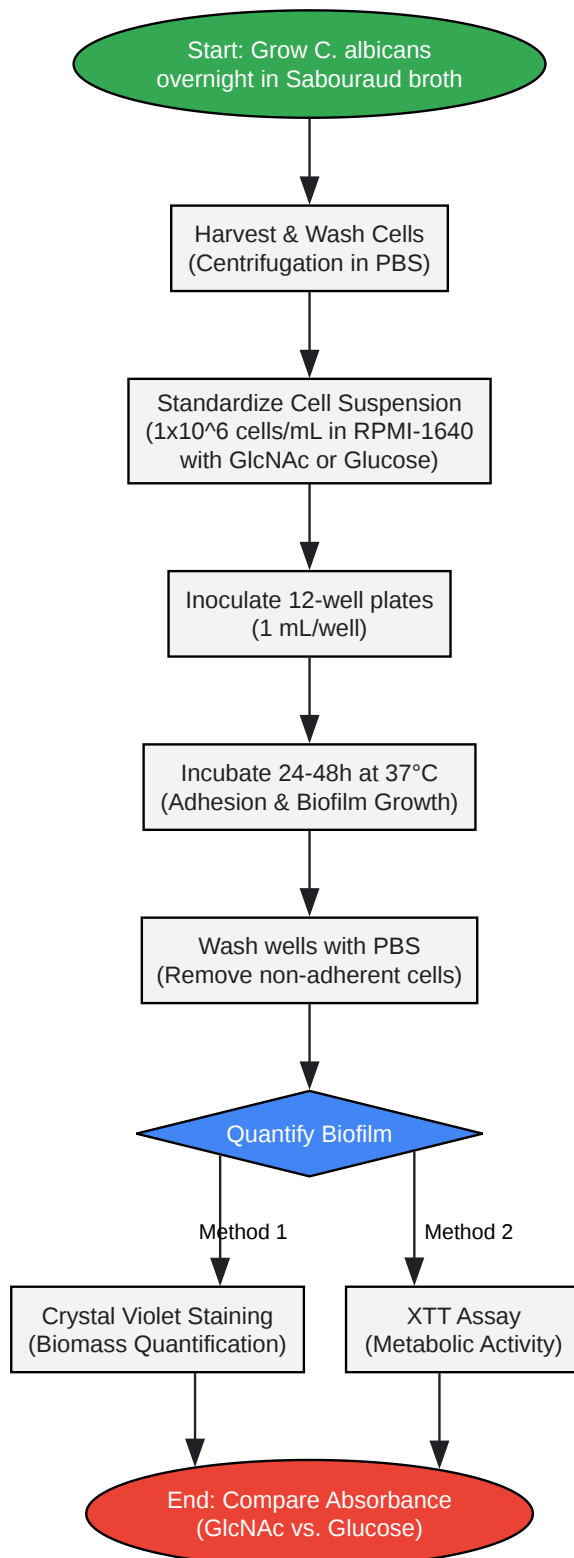 Start: Grow C. albicans
overnight in Sabouraud broth
Harvest & Wash Cells
(Centrifugation in PBS)
Standardize Cell Suspension
(1x10^6 cells/mL in RPMI-1640
with GlcNAc or Glucose)
Inoculate 12-well plates
(1 mL/well)
Incubate 24-48h at 37°C
(Adhesion & Biofilm Growth)
Wash wells with PBS
(Remove non-adherent cells)
Quantify Biofilm
Method 1
Method 2
Crystal Violet Staining
(Biomass Quantification)
XTT Assay
(Metabolic Activity)
End: Compare Absorbance
(GlcNAc vs. Glucose)